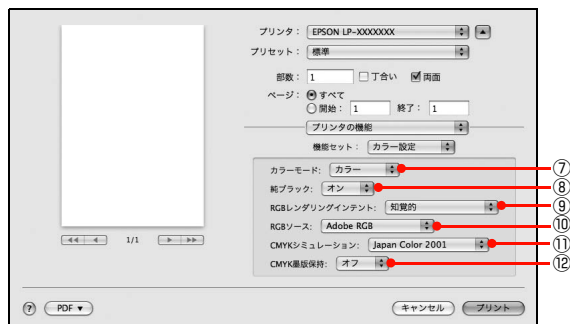 プリンタ： EPSON LP-XXXXXXX
プリセット： 標準
部数： 1 丁合い 両面
ページ： すべて
開始： 1 終了： 1
プリンタの機能
機能セット： カラー設定
カラーモード： カラー ⑦
純ブラック： オン ⑧
RGBレンダリングインテント： 知覚的 ⑨
RGBソース： Adobe RGB ⑩
1/1
CMYKシミュレーション： Japan Color 2001 ⑪
CMYK墨版保持： オフ ⑫
? PDF▼ キャンセル プリント